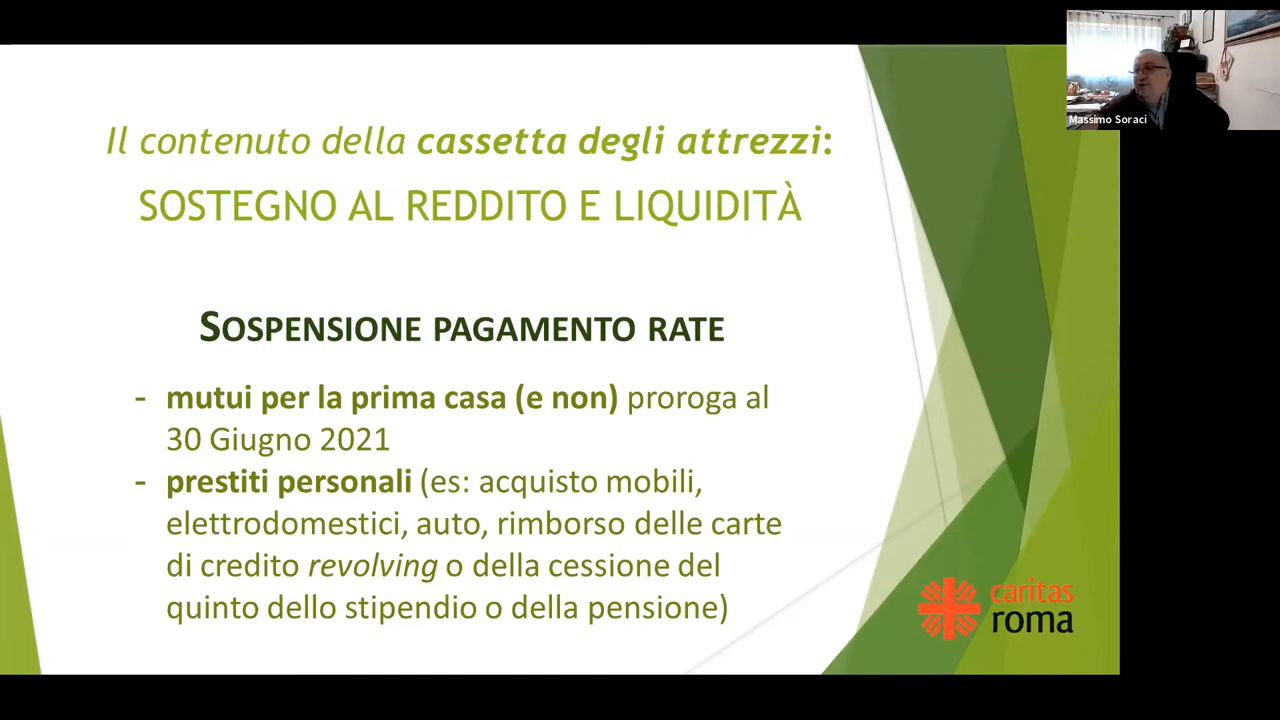 Massimo Soraci
Il contenuto della cassetta degli attrezzi:
SOSTEGNO AL REDDITO E LIQUIDITÀ
SOSPENSIONE PAGAMENTO RATE
- mutui per la prima casa (e non) proroga al
30 Giugno 2021
- prestiti personali (es: acquisto mobili,
elettrodomestici, auto, rimborso delle carte
di credito revolving o della cessione del
quinto dello stipendio o della pensione)
caritas
roma